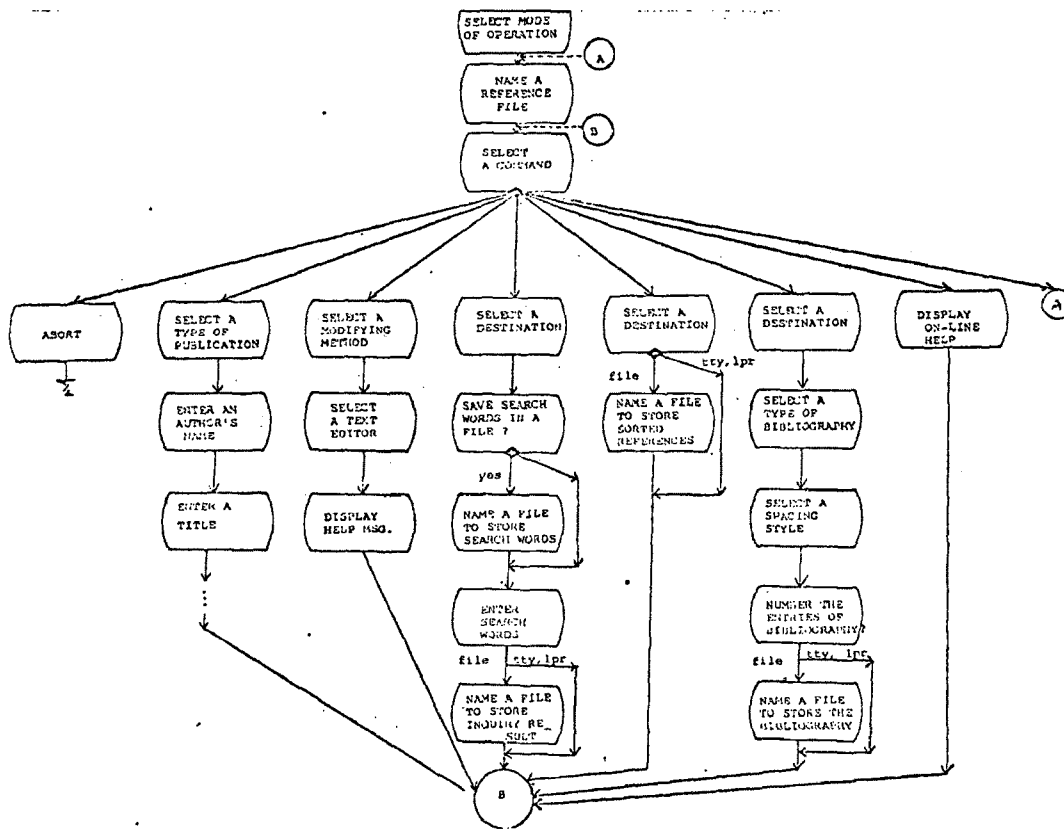 SELECT MODE
OF OPERATION
A
NAME A
REFERENCE
FILE
B
SELECT
A COMMAND
ABORT
SELECT A
TYPE OF
PUBLICATION
ENTER AN
AUTHOR'S
NAME
ENTER A
TITLE
SELECT A
MODIFYING
METHOD
SELECT
A TEXT
EDITOR
DISPLAY
HELP MSG.
SELECT A
DESTINATION
SAVE SEARCH
WORDS IN A
FILE ?
yes
NAME A FILE
TO STORE
SEARCH WORDS
ENTER
SEARCH
WORDS
file tty,lpr
NAME A FILE
TO STORE
INQUIRY RE_
SULT
SELECT A
DESTINATION
file tty,lpr
NAME A FILE
TO STORE
SORTED
REFERENCES
SELECT A
DESTINATION
SELECT A
TYPE OF
BIBLIOGRAPHY
SELECT A
SPACING
STYLE
NUMBER THE
ENTRIES OF
BIBLIOGRAPHY?
file tty, lpr
NAME A FILE
TO STORE THE
BIBLIOGRAPHY
DISPLAY
ON-LINE
HELP
A
B